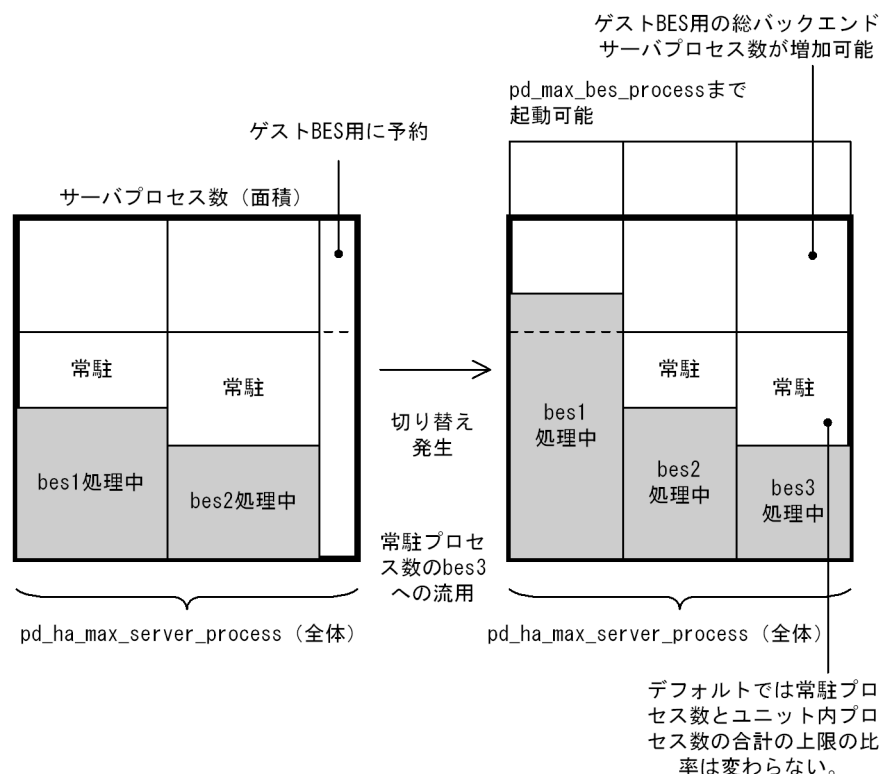 ゲストBES用の総バックエンド
サーバプロセス数が増加可能
pd_max_bes_processまで
起動可能
ゲストBES用に予約
サーバプロセス数（面積）
常駐
常駐
bes1処理中
bes2処理中
切り替え
発生
常駐プロセ
ス数のbes3
への流用
bes1
処理中
常駐
bes2
処理中
常駐
bes3
処理中
pd_ha_max_server_process（全体）
pd_ha_max_server_process（全体）
デフォルトでは常駐プロ
セス数とユニット内プロ
セス数の合計の上限の比
率は変わらない。